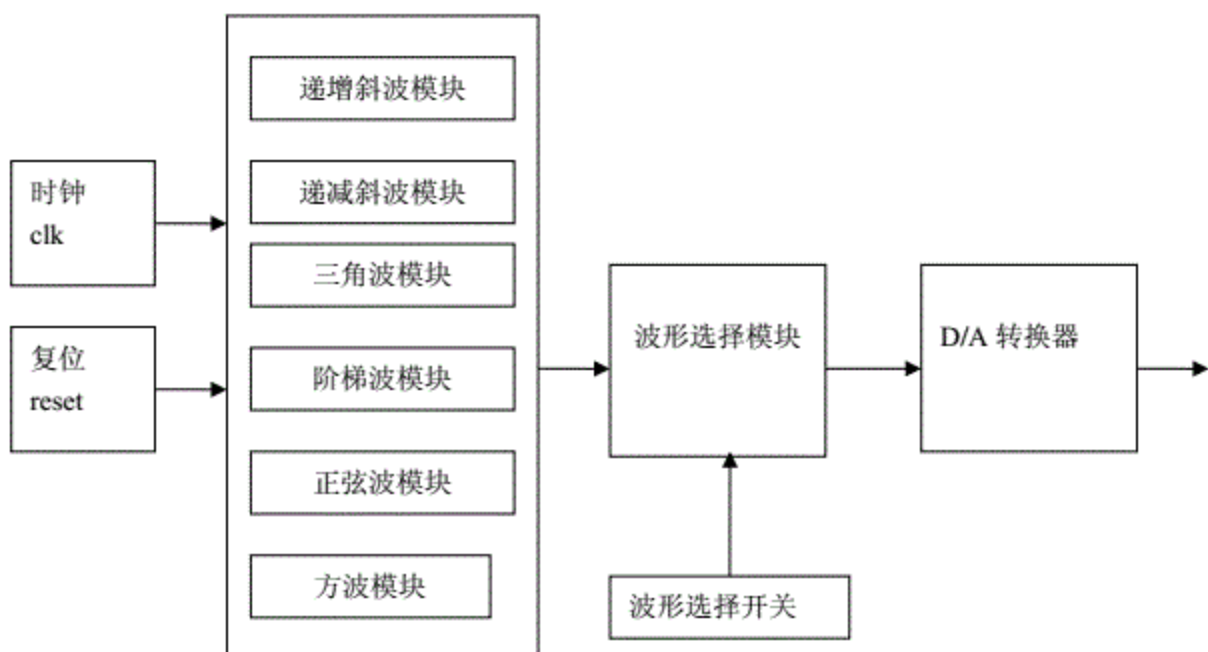 递增斜波模块
时钟
clk
递减斜波模块
三角波模块
复位
reset
阶梯波模块
正弦波模块
方波模块
波形选择模块
D/A 转换器
波形选择开关